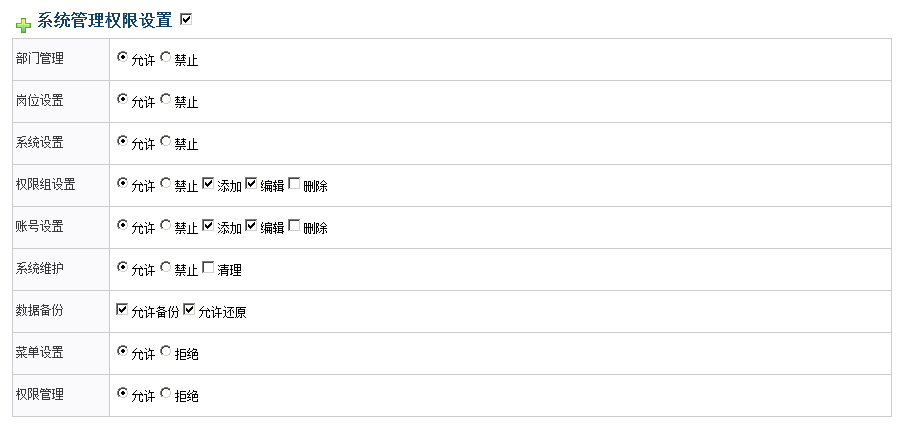 系统管理权限设置
部门管理 允许 禁止
岗位设置 允许 禁止
系统设置 允许 禁止
权限组设置 允许 禁止 添加 编辑 删除
账号设置 允许 禁止 添加 编辑 删除
系统维护 允许 禁止 清理
数据备份 允许备份 允许还原
菜单设置 允许 拒绝
权限管理 允许 拒绝